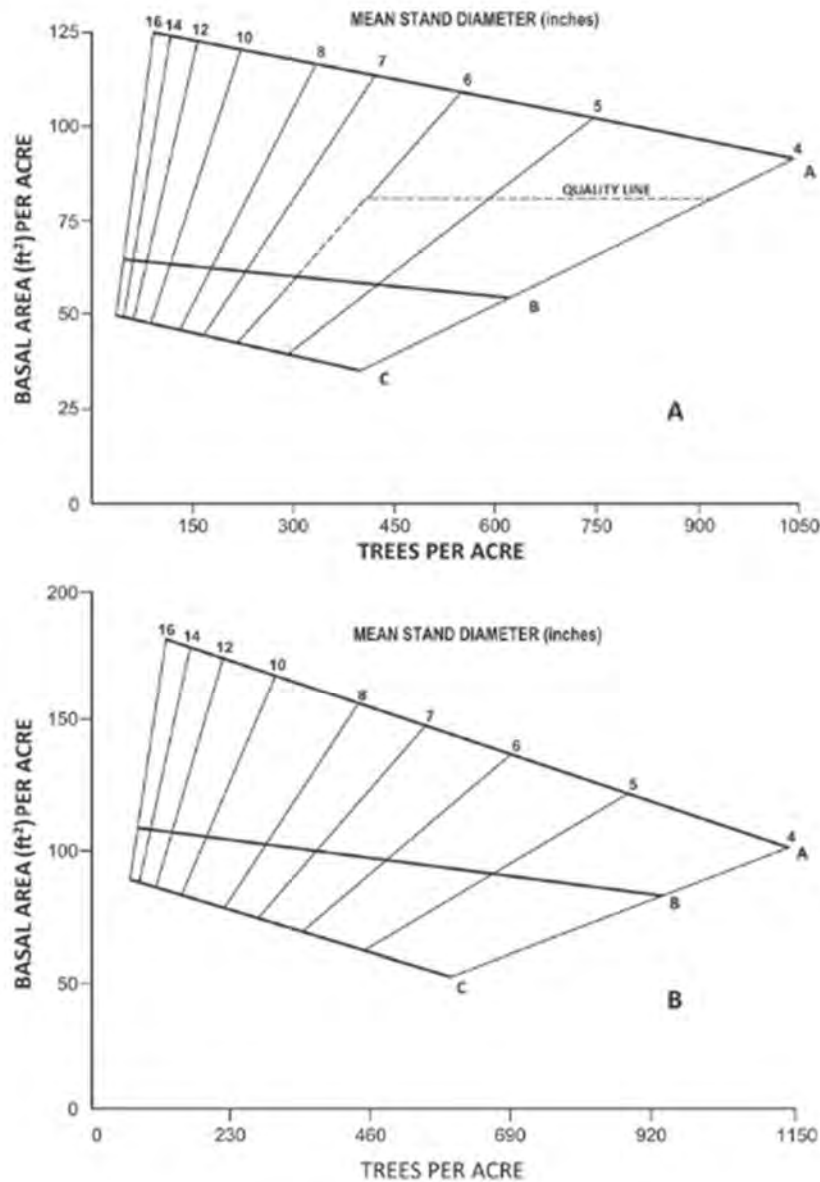 MEAN STAND DIAMETER (inches)
16 14 12 10 8 7 6 5 4
A
QUALITY LINE
B
C
A
BASAL AREA (ft²) PER ACRE
125
100
75
50
25
0
150 300 450 600 750 900 1050
TREES PER ACRE
MEAN STAND DIAMETER (inches)
16 14 12 10 8 7 6 5 4
A
B
C
B
BASAL AREA (ft²) PER ACRE
200
150
100
50
0
0 230 460 690 920 1150
TREES PER ACRE